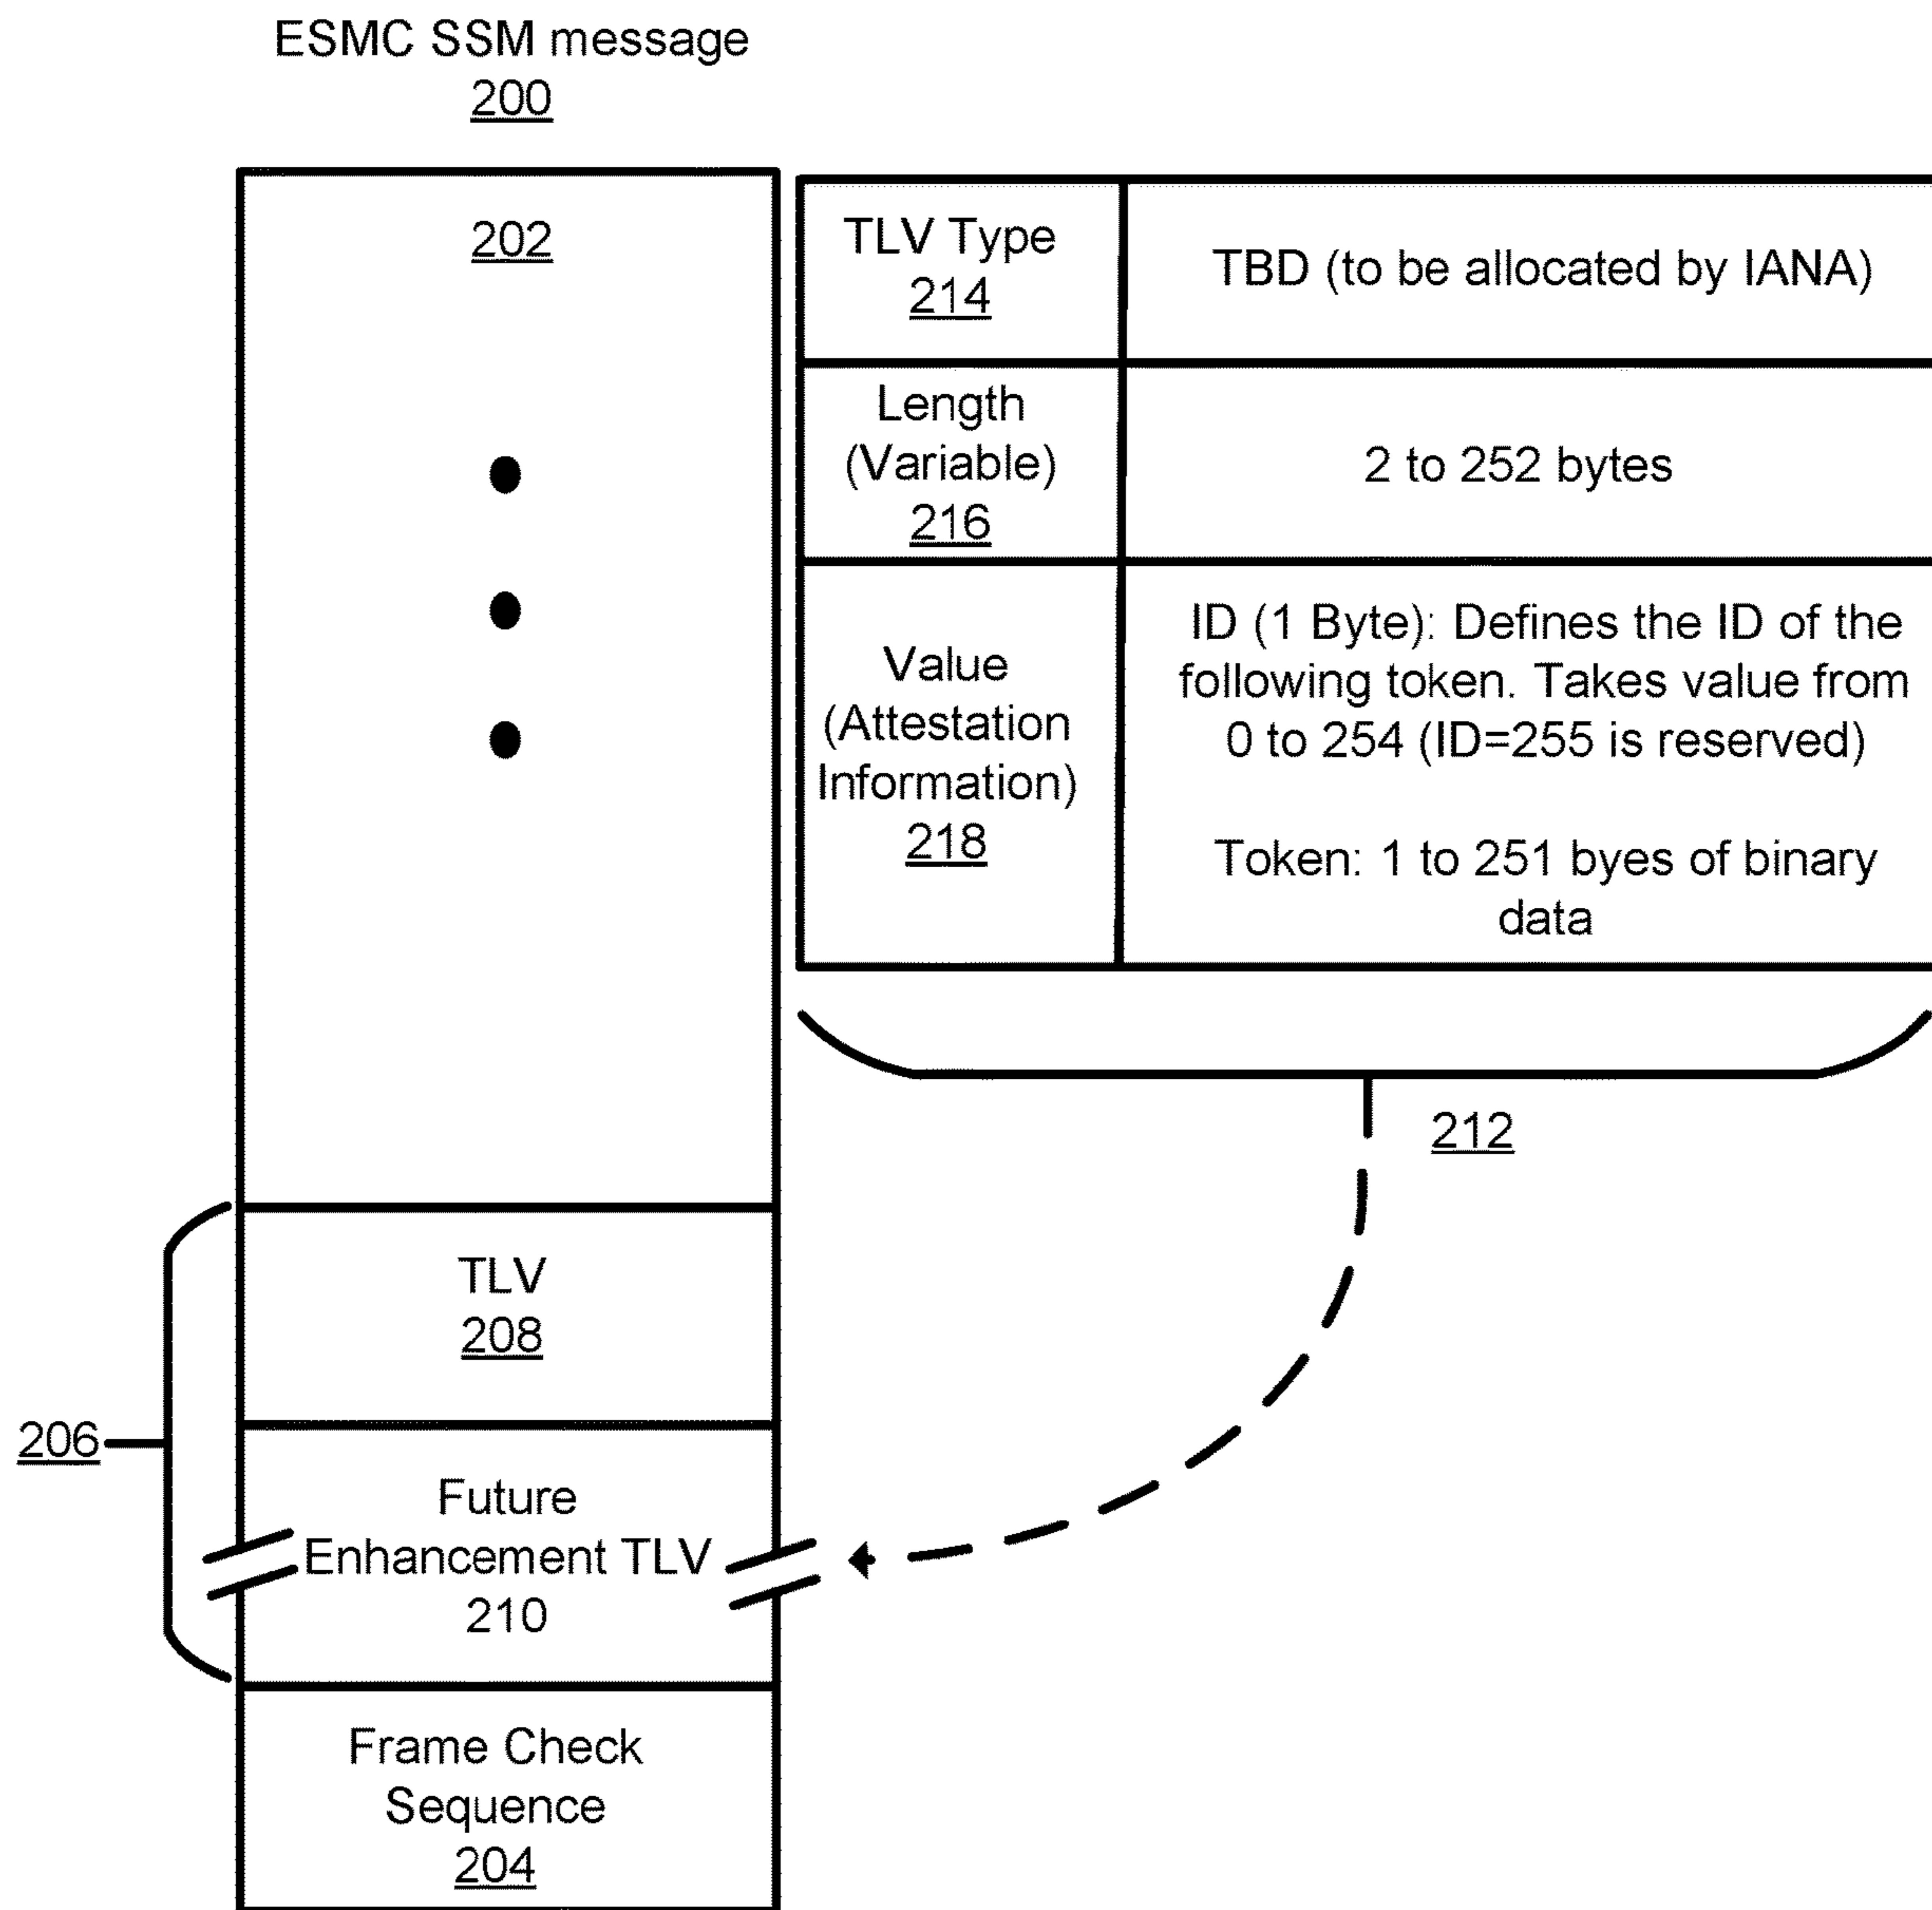 ESMC SSM message
200
202
TLV Type
214
TBD (to be allocated by IANA)
Length
(Variable)
216
2 to 252 bytes
Value
(Attestation
Information)
218
ID (1 Byte): Defines the ID of the
following token. Takes value from
0 to 254 (ID=255 is reserved)
Token: 1 to 251 byes of binary
data
212
TLV
208
206
Future
Enhancement TLV
210
Frame Check
Sequence
204